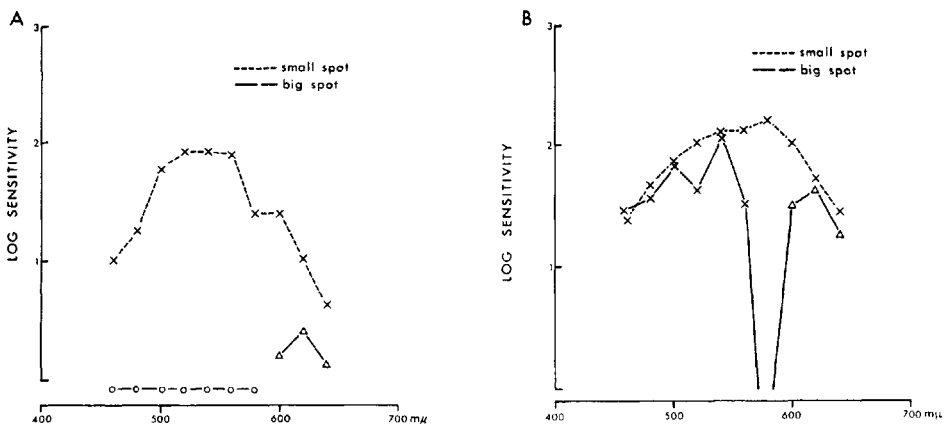 A
3
small spot
big spot
2
LOG SENSITIVITY
1
400
500
600
700 mμ
B
3
small spot
big spot
2
LOG SENSITIVITY
1
400
500
600
700 mμ